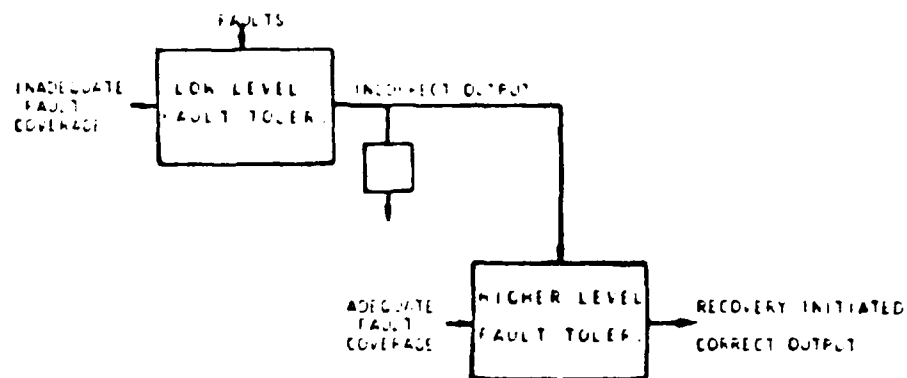 FAULTS
INADEQUATE
FAULT
COVERAGE
LOW LEVEL
FAULT TOLER.
INCORRECT OUTPUT
HIGHER LEVEL
FAULT TOLER.
ADEQUATE
FAULT
COVERAGE
RECOVERY INITIATED
CORRECT OUTPUT